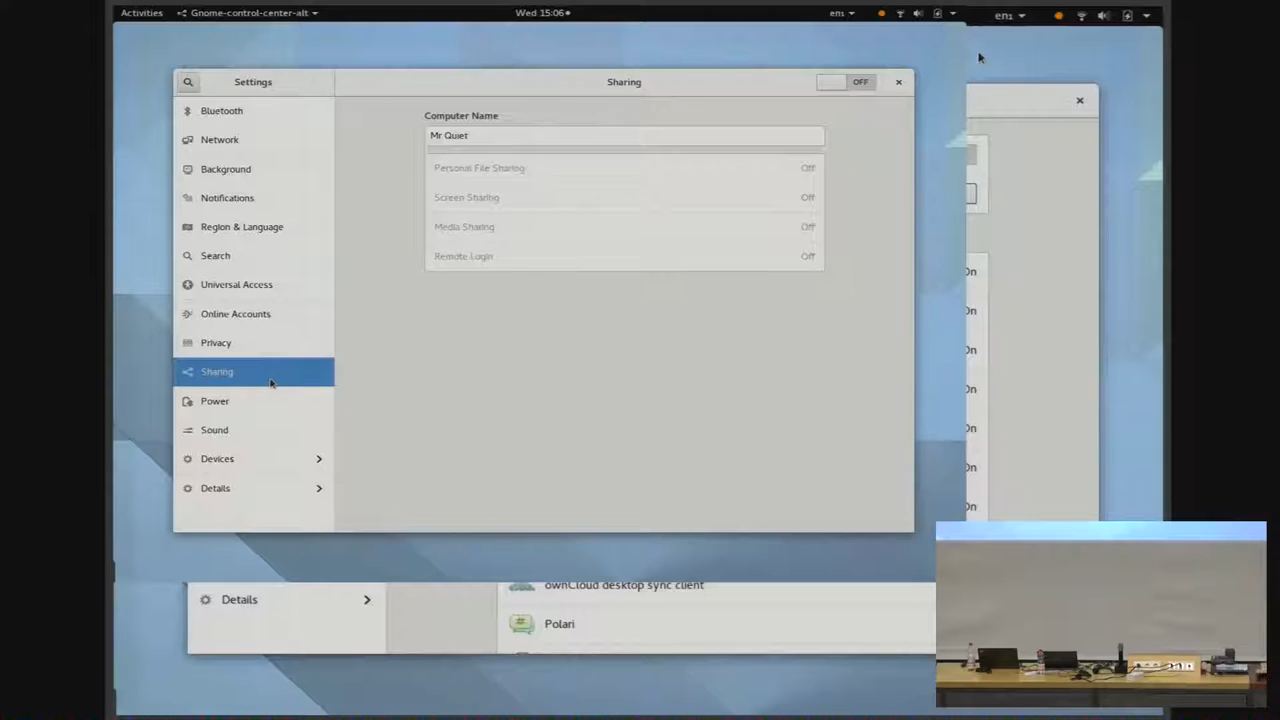 Activities Gnome-control-center-alt Wed 15:06 en1
en1
Settings Sharing OFF
Bluetooth
Network
Background
Notifications
Region & Language
Search
Universal Access
Online Accounts
Privacy
Sharing
Power
Sound
Devices
Details
Computer Name
Mr Quiet
Personal File Sharing Off
Screen Sharing Off
Media Sharing Off
Remote Login Off
On
On
On
On
On
On
On
Details
ownCloud desktop sync client
Polari